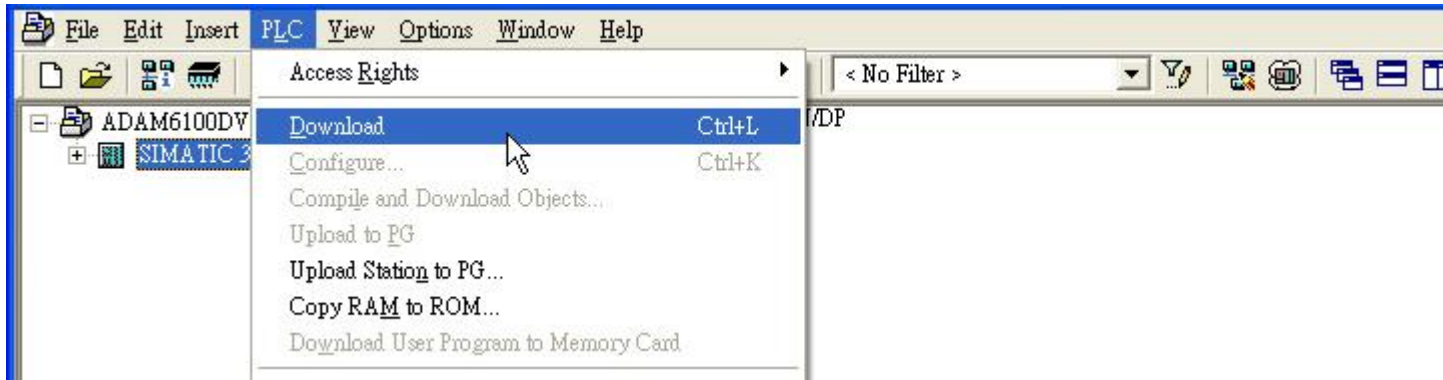 File Edit Insert PLC View Options Window Help
Access Rights
< No Filter >
ADAM6100DV
/DP
Download Ctrl+L
SIMATIC 3
Configure... Ctrl+K
Compile and Download Objects...
Upload to PG
Upload Station to PG...
Copy RAM to ROM...
Download User Program to Memory Card